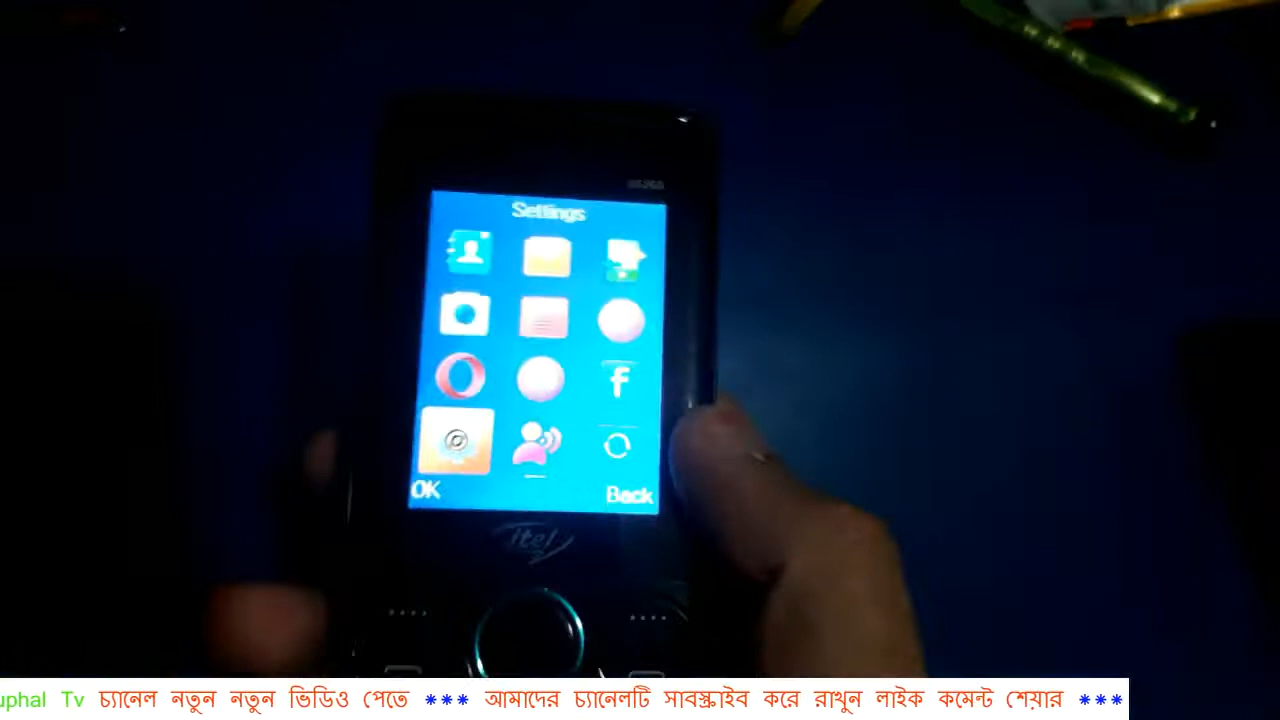 Settings
OK
Back
itel
uphal Tv চ্যানেল নতুন নতুন ভিডিও পেতে *** আমাদের চ্যানেলটি সাবস্ক্রাইব করে রাখুন লাইক কমেন্ট শেয়ার ***